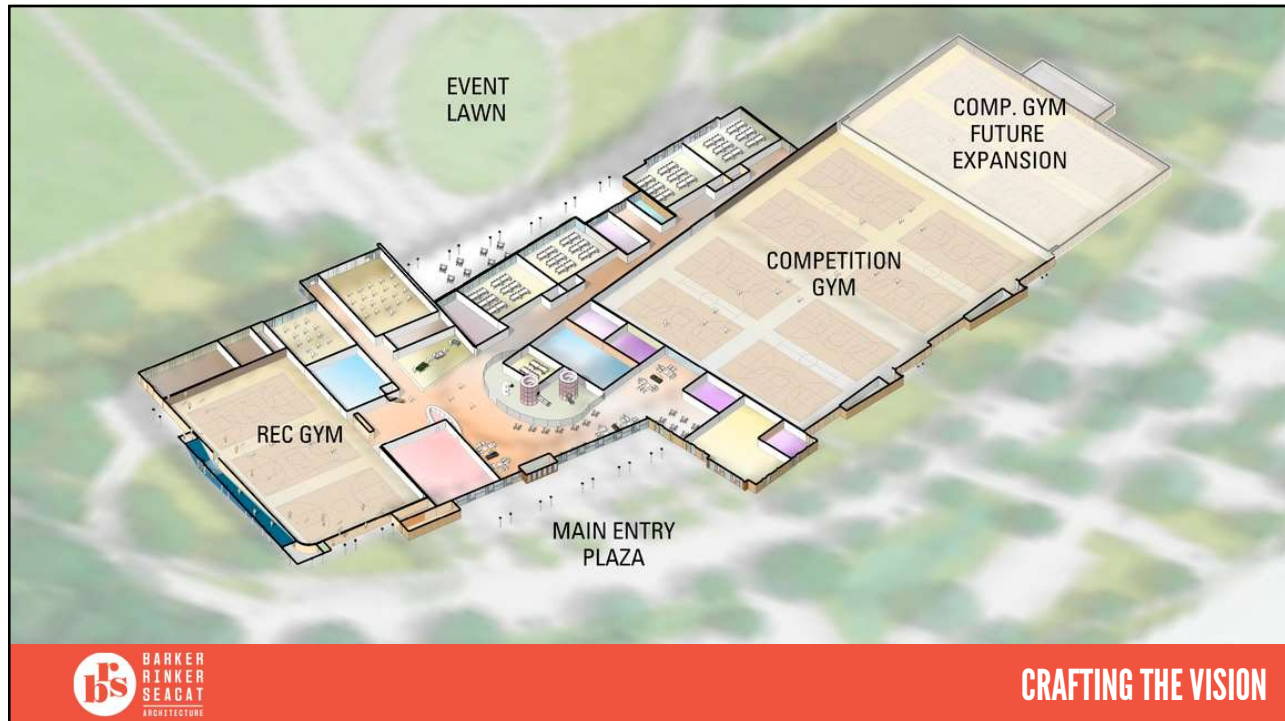 EVENT
LAWN
COMP. GYM
FUTURE
EXPANSION
COMPETITION
GYM
REC GYM
MAIN ENTRY
PLAZA
brs
BARKER
RINKER
SEACAT
ARCHITECTURE
CRAFTING THE VISION